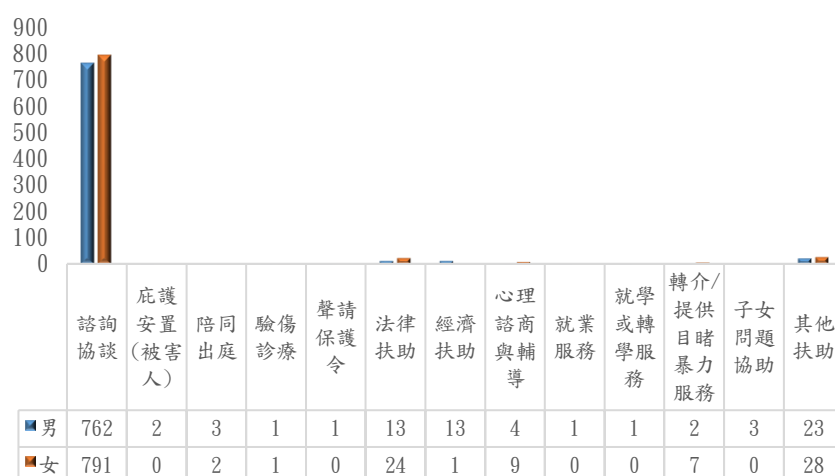 900
800
700
600
500
400
300
200
100
0
諮詢協談
庇護安置(被害人)
陪同出庭
驗傷診療
聲請保護令
法律扶助
經濟扶助
心理諮商與輔導
就業服務
就學或轉學服務
轉介/提供目睹暴力服務
子女問題協助
其他扶助
男 762 2 3 1 1 13 13 4 1 1 2 3 23
女 791 0 2 1 0 24 1 9 0 0 7 0 28